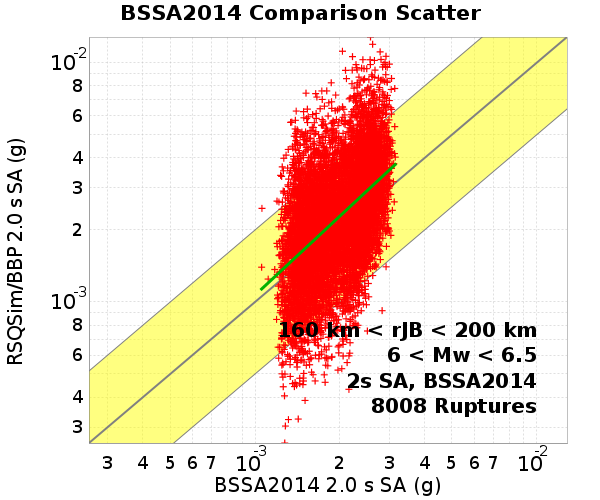 BSSA2014 Comparison Scatter
RSQSim/BBP 2.0 s SA (g)
10^-2
8
6
4
3
2
10^-3
8
6
4
3
160 km < rJB < 200 km
6 < Mw < 6.5
2s SA, BSSA2014
8008 Ruptures
3 4 5 6 7 10^-3 2 3 4 5 6 7 10^-2
BSSA2014 2.0 s SA (g)